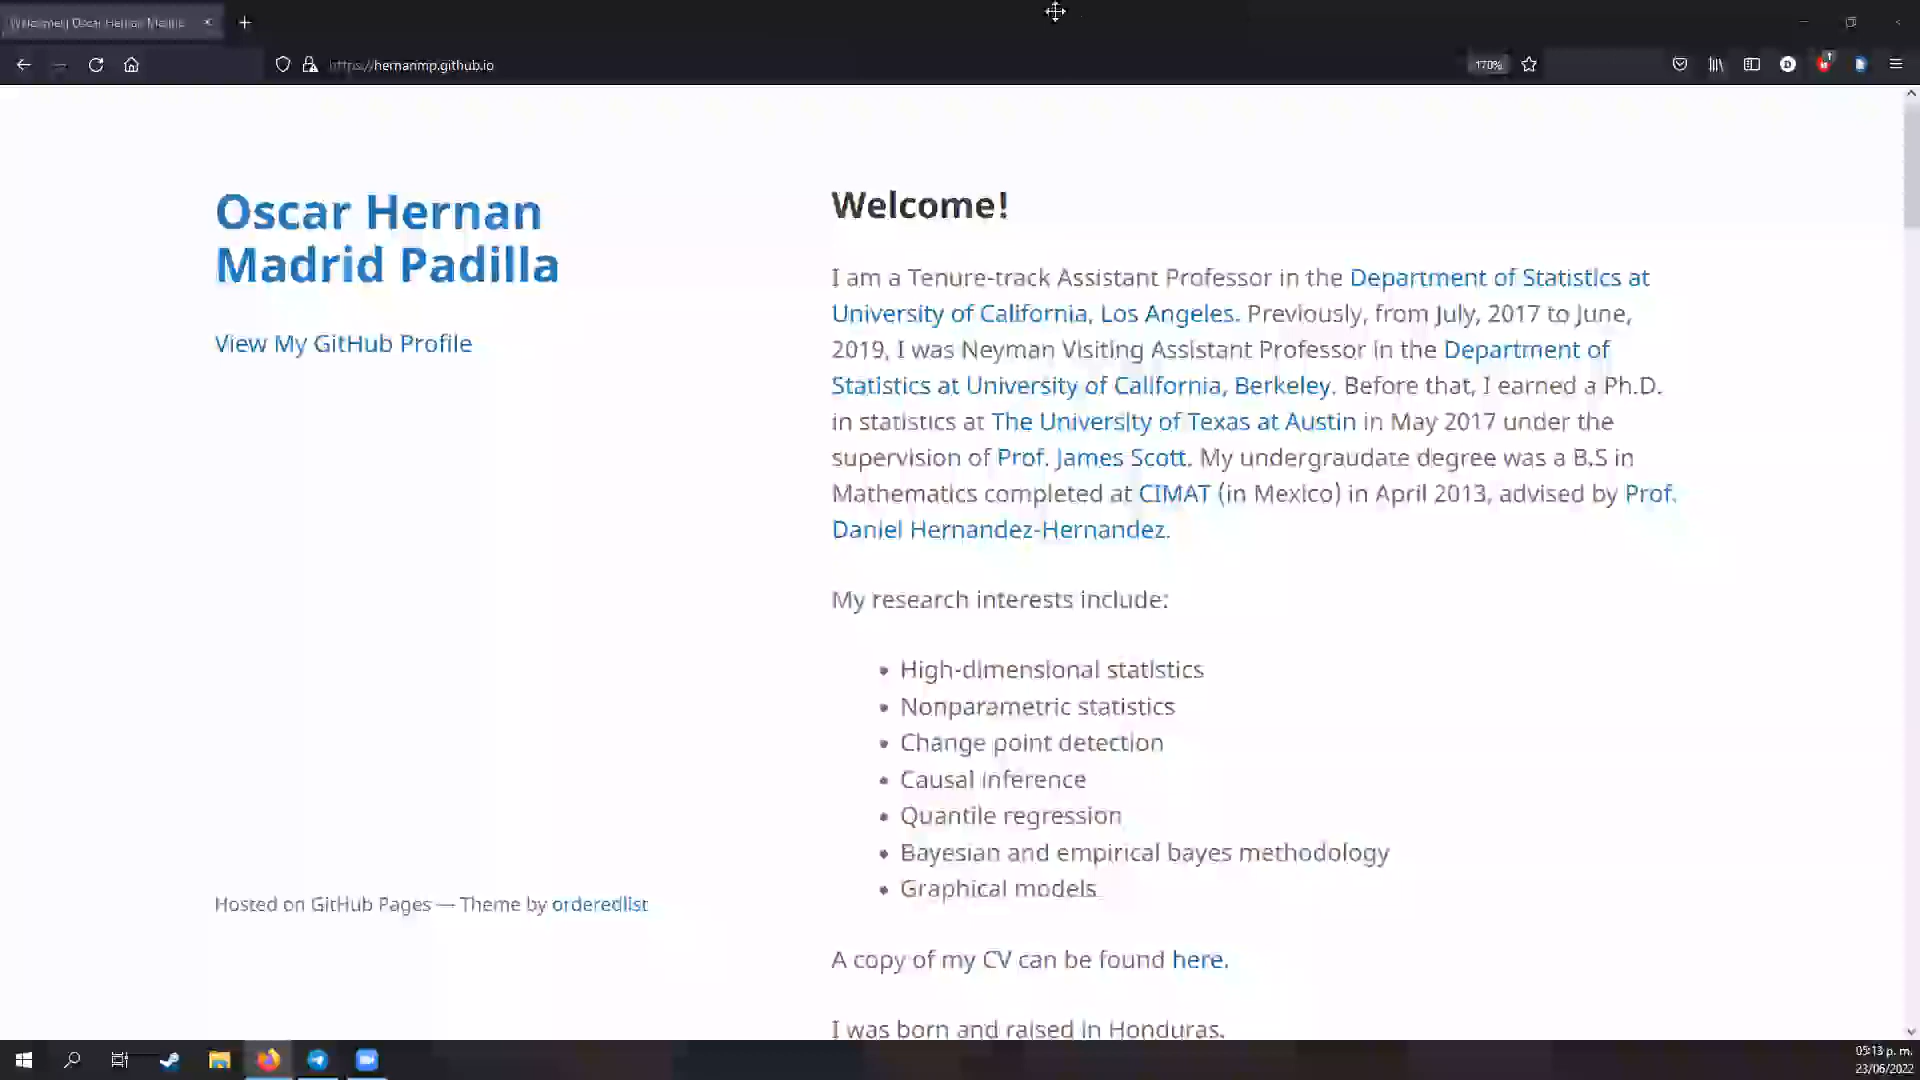 (Welcome!) Oscar Hernan Madrid
https://hernanmp.github.io
170%
Oscar Hernan
Madrid Padilla
View My GitHub Profile
Hosted on GitHub Pages — Theme by orderedlist
Welcome!
I am a Tenure-track Assistant Professor in the Department of Statistics at
University of California, Los Angeles. Previously, from July, 2017 to June,
2019, I was Neyman Visiting Assistant Professor in the Department of
Statistics at University of California, Berkeley. Before that, I earned a Ph.D.
in statistics at The University of Texas at Austin in May 2017 under the
supervision of Prof. James Scott. My undergraudate degree was a B.S in
Mathematics completed at CIMAT (in Mexico) in April 2013, advised by Prof.
Daniel Hernandez-Hernandez.
My research interests include:
• High-dimensional statistics
• Nonparametric statistics
• Change point detection
• Causal inference
• Quantile regression
• Bayesian and empirical bayes methodology
• Graphical models
A copy of my CV can be found here.
I was born and raised in Honduras.
05:13 p. m.
23/06/2022